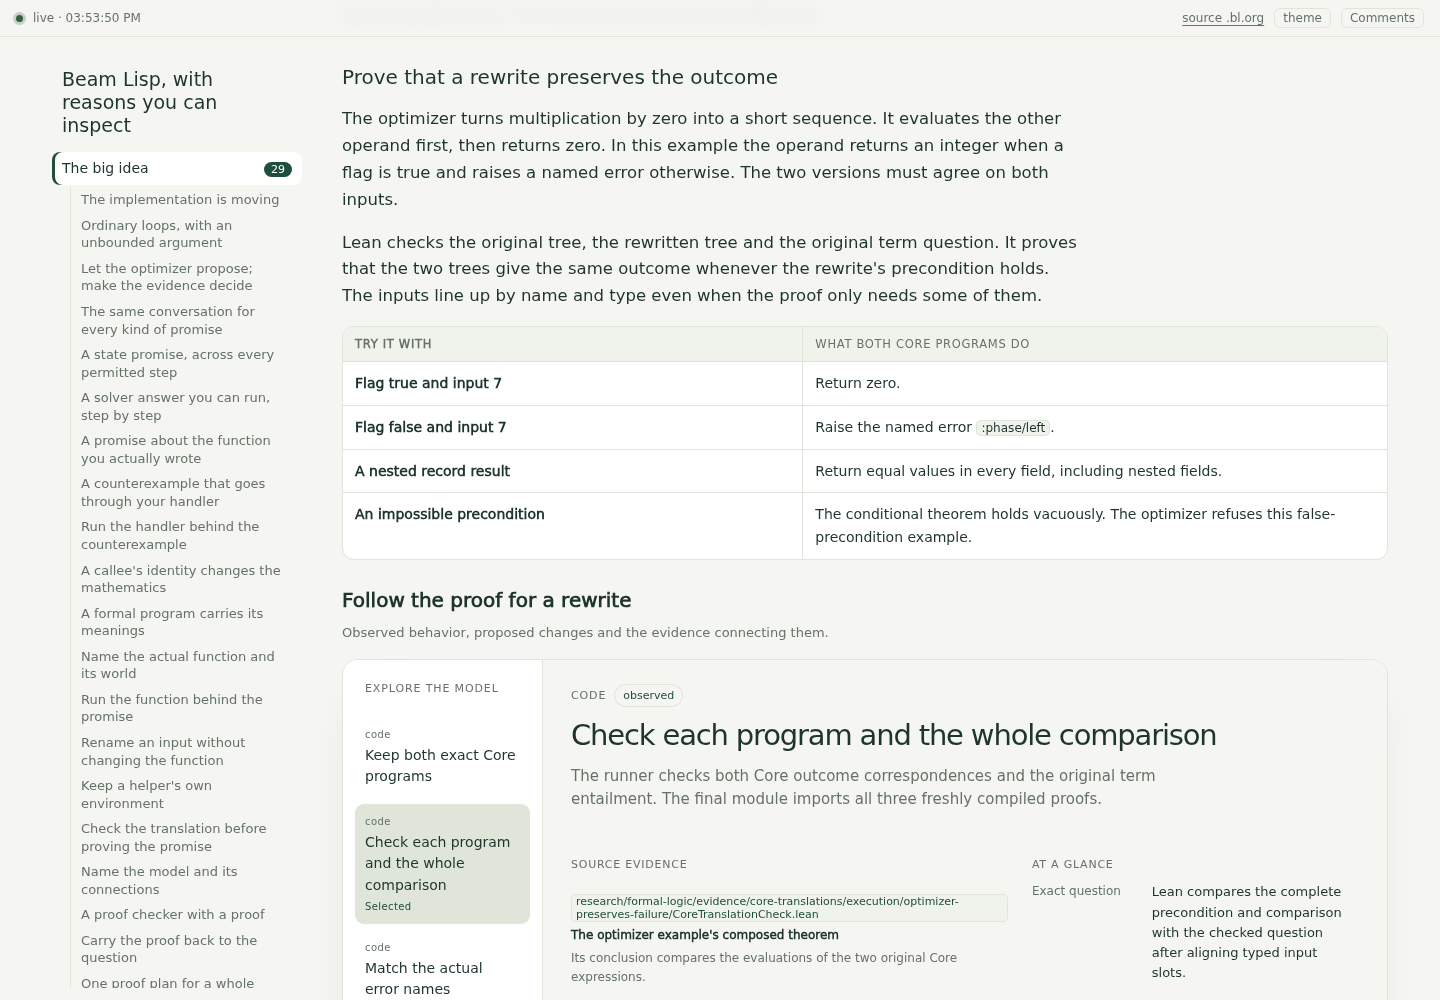 live · 03:53:50 PM
source .bl.org
theme
Comments
Beam Lisp, with
reasons you can
inspect
The big idea
29
The implementation is moving
Ordinary loops, with an
unbounded argument
Let the optimizer propose;
make the evidence decide
The same conversation for
every kind of promise
A state promise, across every
permitted step
A solver answer you can run,
step by step
A promise about the function
you actually wrote
A counterexample that goes
through your handler
Run the handler behind the
counterexample
A callee's identity changes the
mathematics
A formal program carries its
meanings
Name the actual function and
its world
Run the function behind the
promise
Rename an input without
changing the function
Keep a helper's own
environment
Check the translation before
proving the promise
Name the model and its
connections
A proof checker with a proof
Carry the proof back to the
question
One proof plan for a whole
Prove that a rewrite preserves the outcome
The optimizer turns multiplication by zero into a short sequence. It evaluates the other
operand first, then returns zero. In this example the operand returns an integer when a
flag is true and raises a named error otherwise. The two versions must agree on both
inputs.
Lean checks the original tree, the rewritten tree and the original term question. It proves
that the two trees give the same outcome whenever the rewrite's precondition holds.
The inputs line up by name and type even when the proof only needs some of them.
TRY IT WITH
WHAT BOTH CORE PROGRAMS DO
Flag true and input 7
Return zero.
Flag false and input 7
Raise the named error :phase/left.
A nested record result
Return equal values in every field, including nested fields.
An impossible precondition
The conditional theorem holds vacuously. The optimizer refuses this false-
precondition example.
Follow the proof for a rewrite
Observed behavior, proposed changes and the evidence connecting them.
EXPLORE THE MODEL
code
Keep both exact Core
programs
code
Check each program
and the whole
comparison
Selected
code
Match the actual
error names
CODE
observed
Check each program and the whole comparison
The runner checks both Core outcome correspondences and the original term
entailment. The final module imports all three freshly compiled proofs.
SOURCE EVIDENCE
research/formal-logic/evidence/core-translations/execution/optimizer-
preserves-failure/CoreTranslationCheck.lean
The optimizer example's composed theorem
Its conclusion compares the evaluations of the two original Core
expressions.
AT A GLANCE
Exact question
Lean compares the complete
precondition and comparison
with the checked question
after aligning typed input
slots.